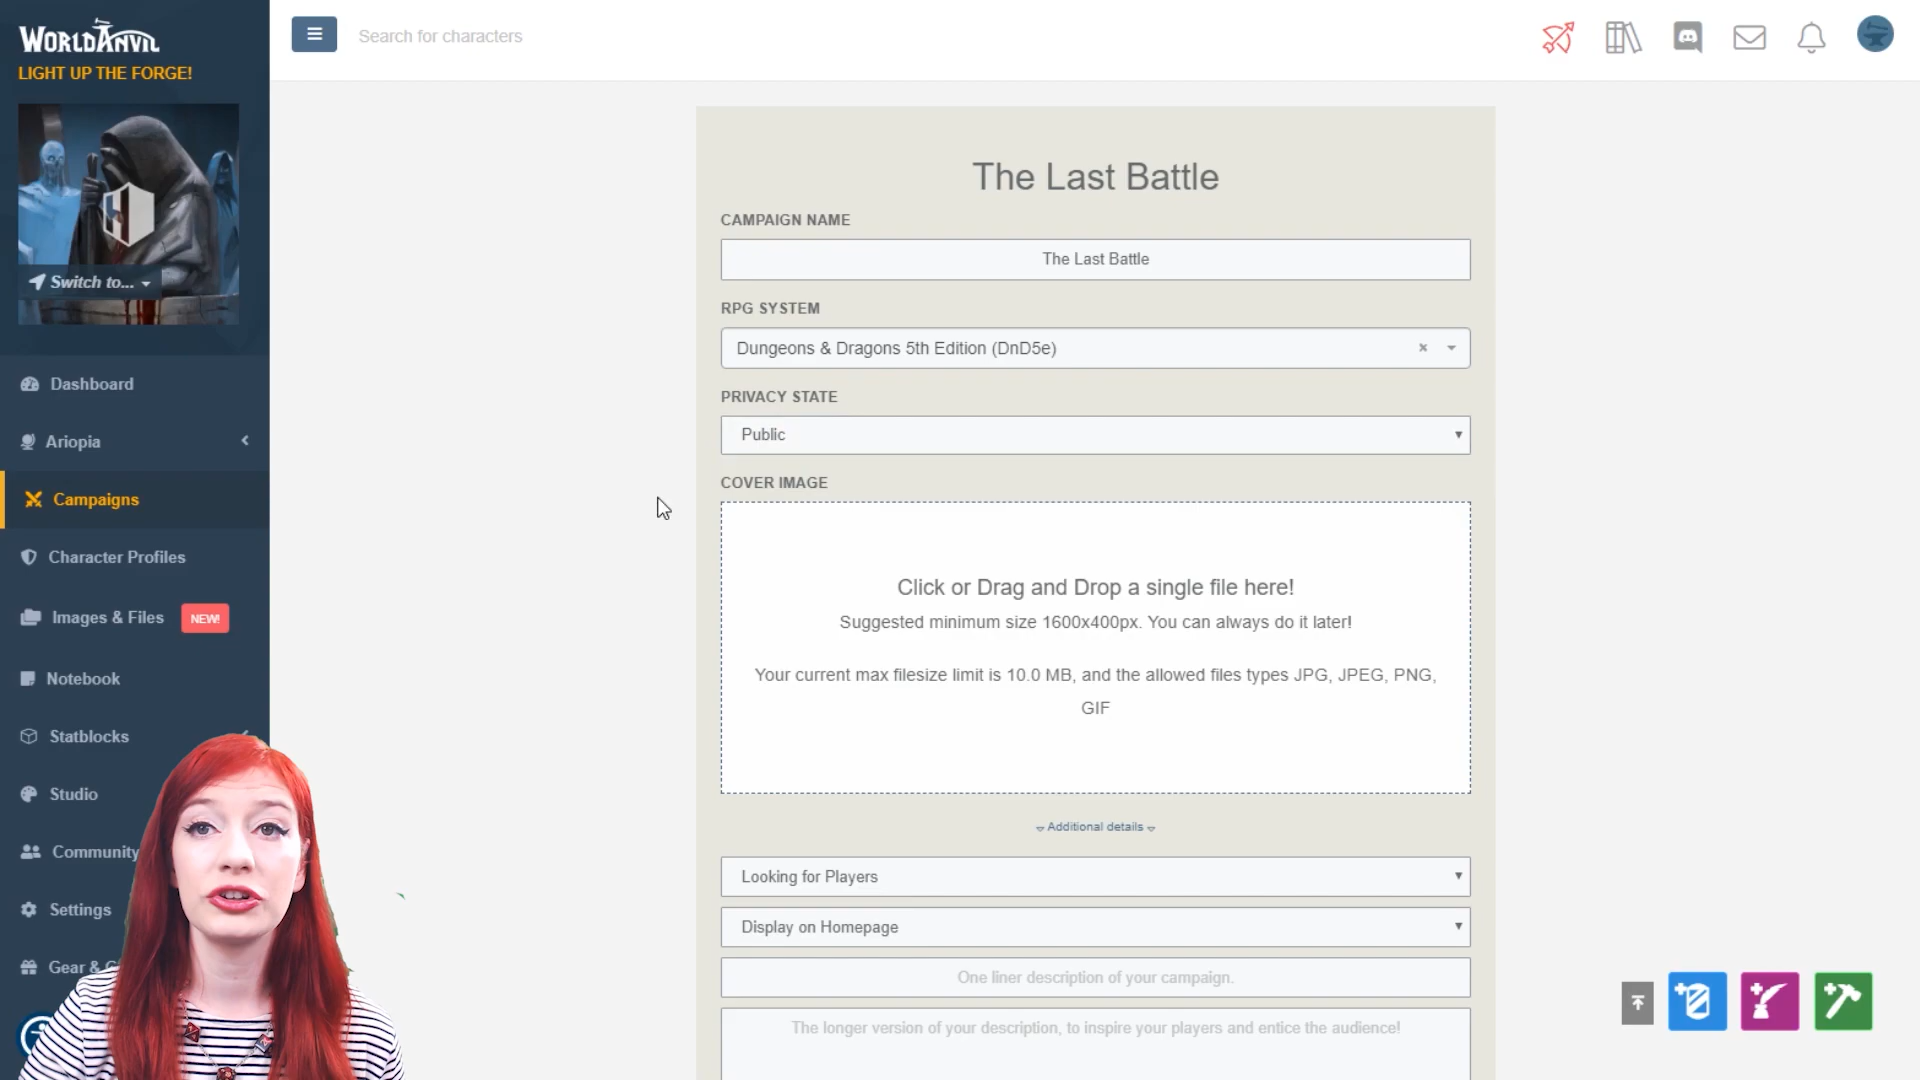 WORLDANVIL
LIGHT UP THE FORGE!
Switch to...
Dashboard
Ariopia
Campaigns
Character Profiles
Images & Files NEW!
Notebook
Statblocks
Studio
Community
Settings
Gear &
Search for characters
The Last Battle
CAMPAIGN NAME
The Last Battle
RPG SYSTEM
Dungeons & Dragons 5th Edition (DnD5e)
PRIVACY STATE
Public
COVER IMAGE
Click or Drag and Drop a single file here!
Suggested minimum size 1600x400px. You can always do it later!
Your current max filesize limit is 10.0 MB, and the allowed files types JPG, JPEG, PNG,
GIF
Additional details
Looking for Players
Display on Homepage
One liner description of your campaign.
The longer version of your description, to inspire your players and entice the audience!